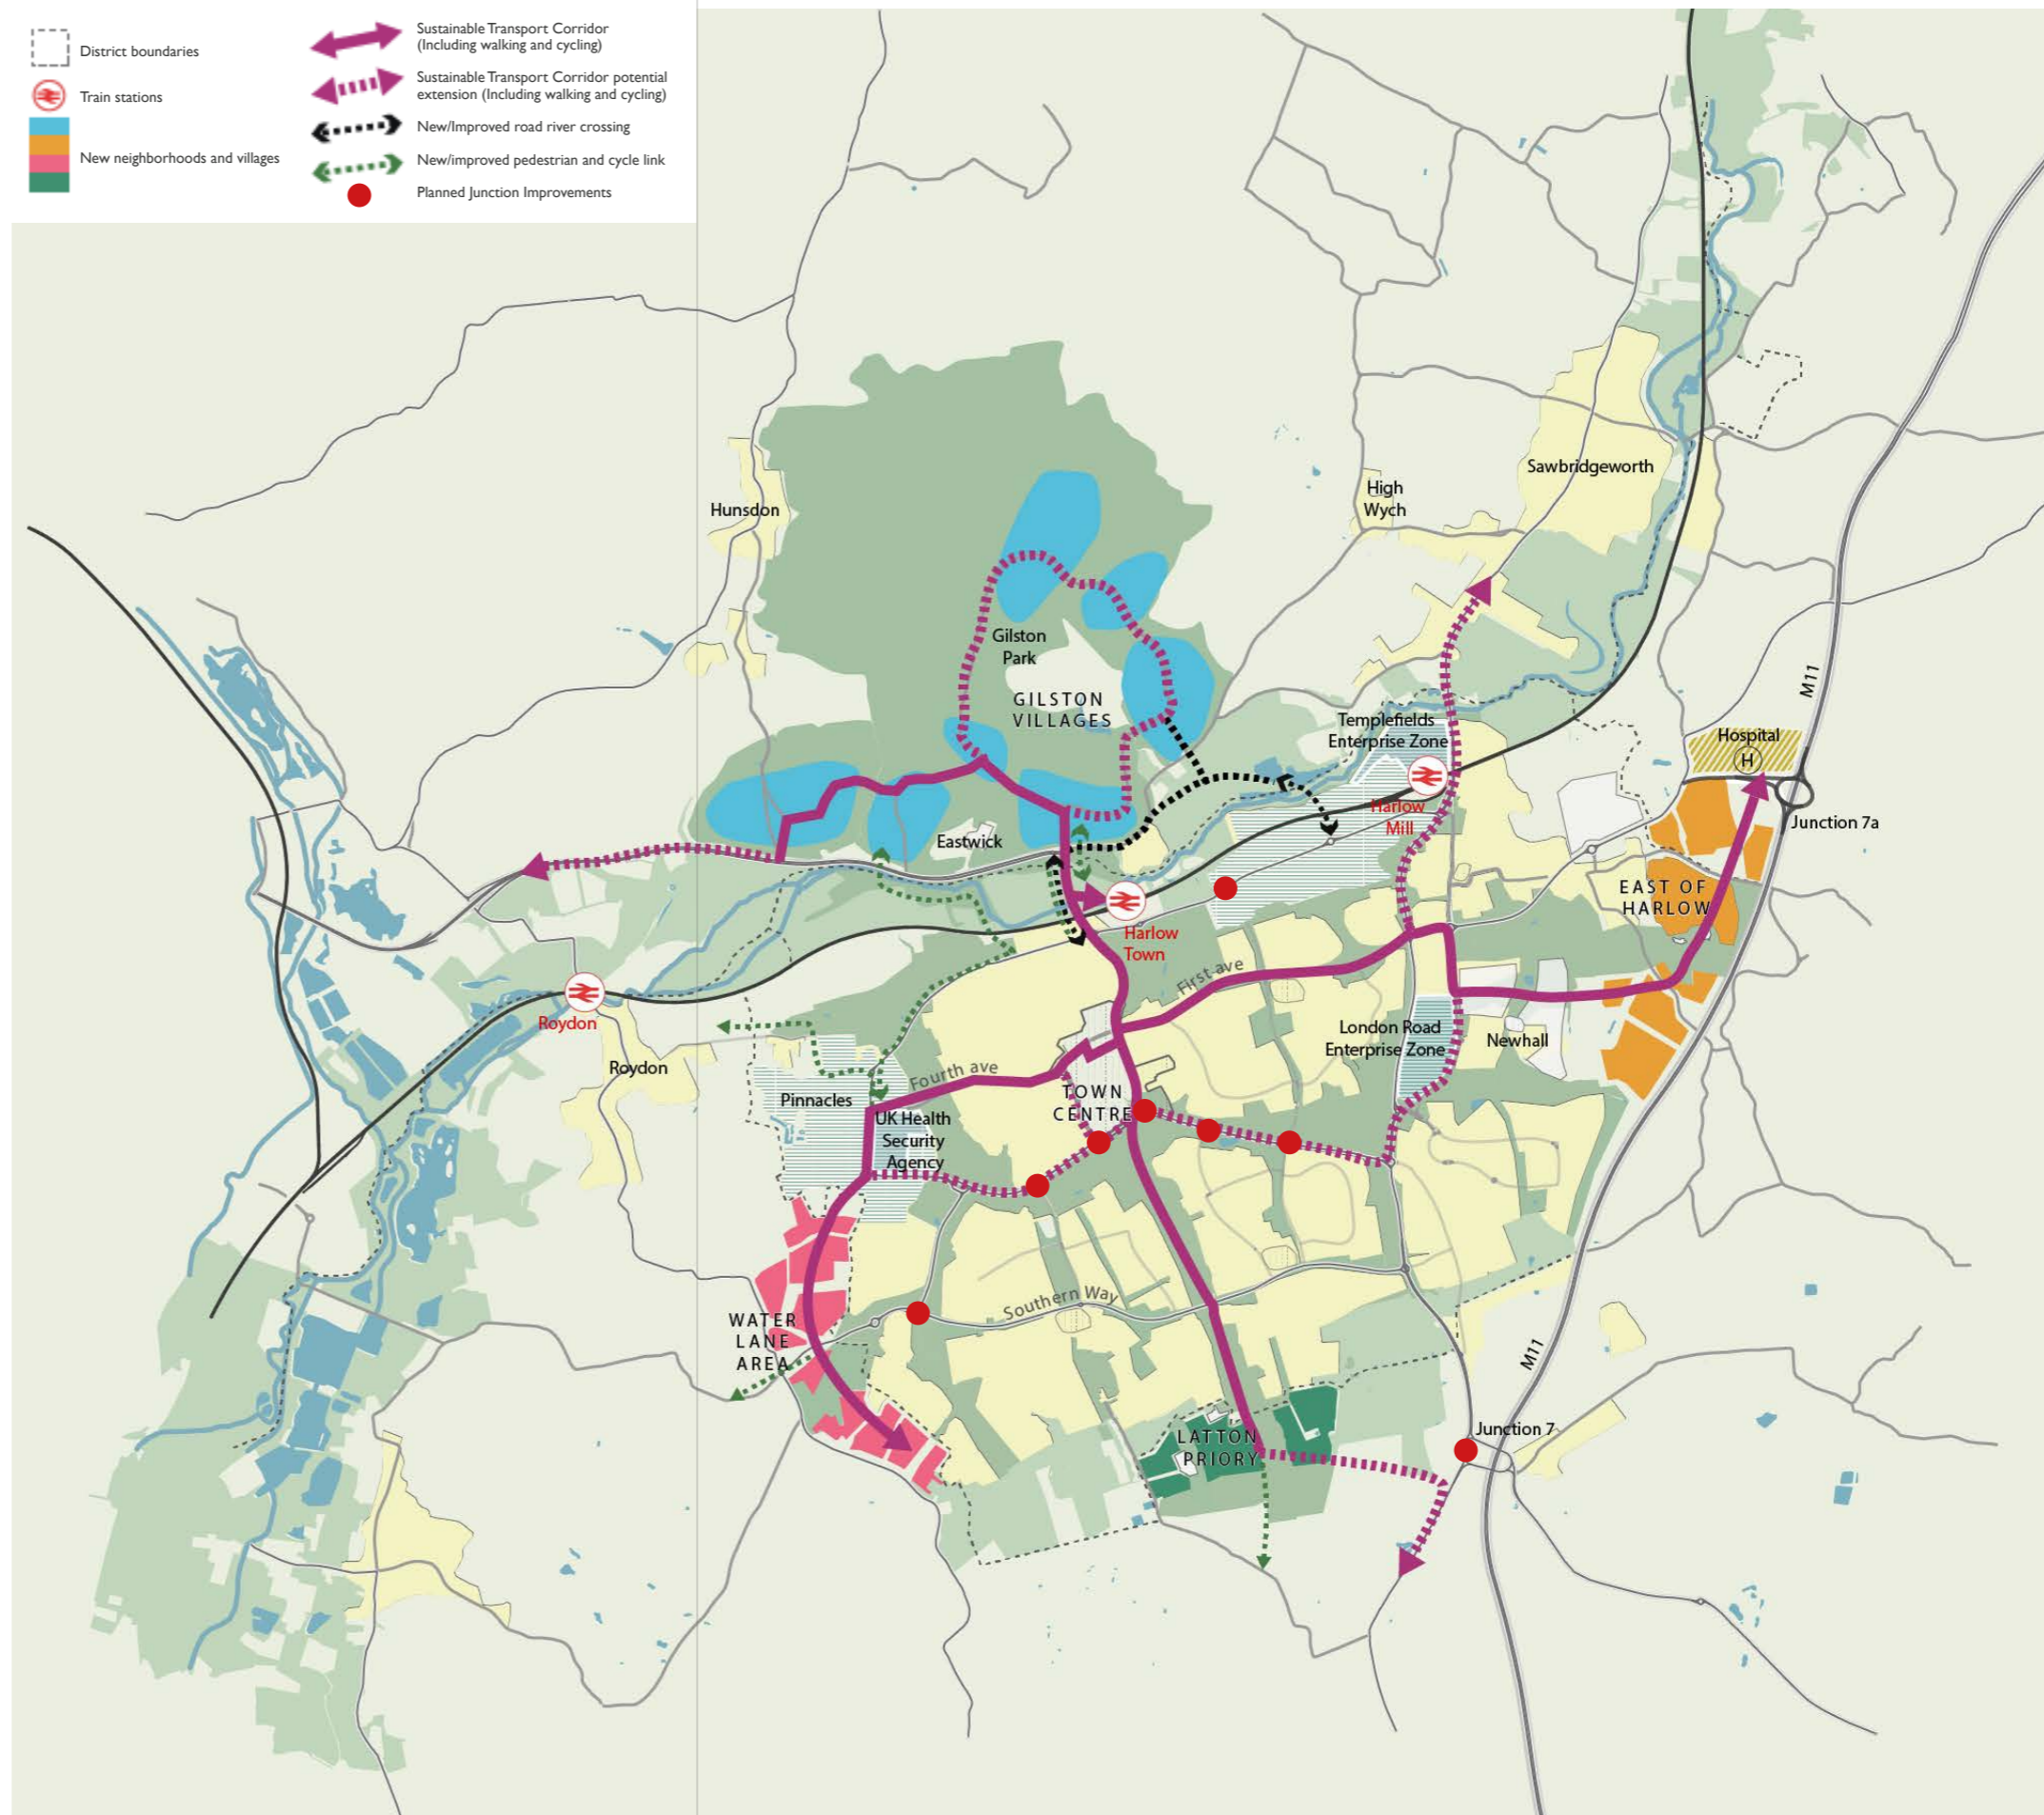 District boundaries
Train stations
New neighborhoods and villages
Sustainable Transport Corridor
(Including walking and cycling)
Sustainable Transport Corridor potential
extension (Including walking and cycling)
New/Improved road river crossing
New/improved pedestrian and cycle link
Planned Junction Improvements
Hunsdon
High
Wych
Sawbridgeworth
Gilston
Park
GILSTON
VILLAGES
M11
Templefields
Enterprise Zone
Hospital
H
Harlow
Mill
Junction 7a
Eastwick
EAST OF
HARLOW
Harlow
Town
First ave
Roydon
Roydon
London Road
Enterprise Zone
Newhall
Fourth ave
Pinnacles
TOWN
CENTRE
UK Health
Security
Agency
Southern Way
WATER
LANE
AREA
M11
LATTON
PRIORY
Junction 7